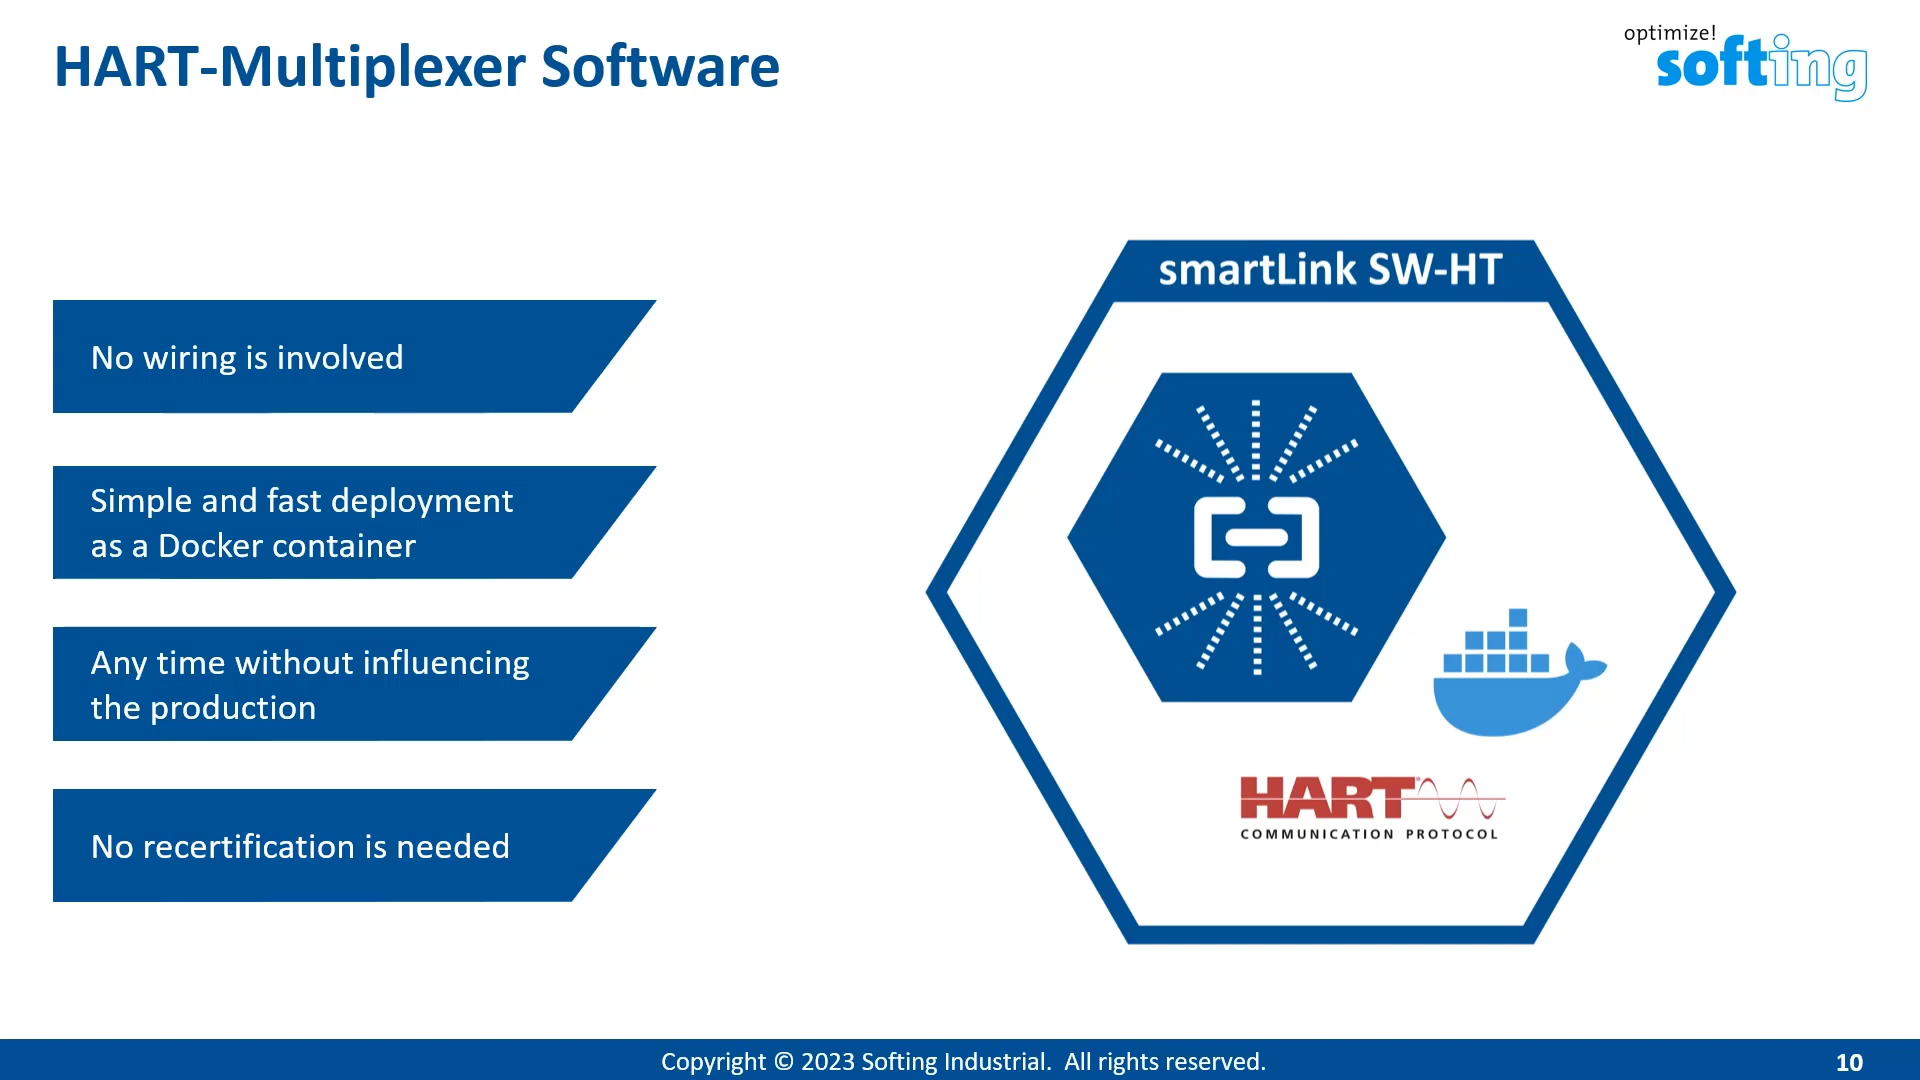 HART-Multiplexer Software
optimize!
softing
No wiring is involved
Simple and fast deployment
as a Docker container
Any time without influencing
the production
No recertification is needed
smartLink SW-HT
HART®
COMMUNICATION PROTOCOL
Copyright © 2023 Softing Industrial.  All rights reserved.
10